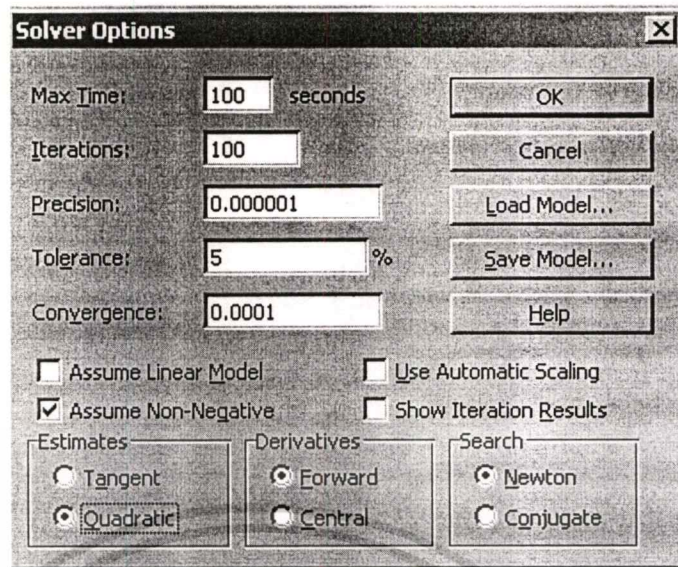 Solver Options
Max Time: 100 seconds
OK
Iterations: 100
Cancel
Precision: 0.000001
Load Model...
Tolerance: 5 %
Save Model...
Convergence: 0.0001
Help
Assume Linear Model
Use Automatic Scaling
Assume Non-Negative
Show Iteration Results
Estimates
Tangent
Quadratic
Derivatives
Forward
Central
Search
Newton
Conjugate